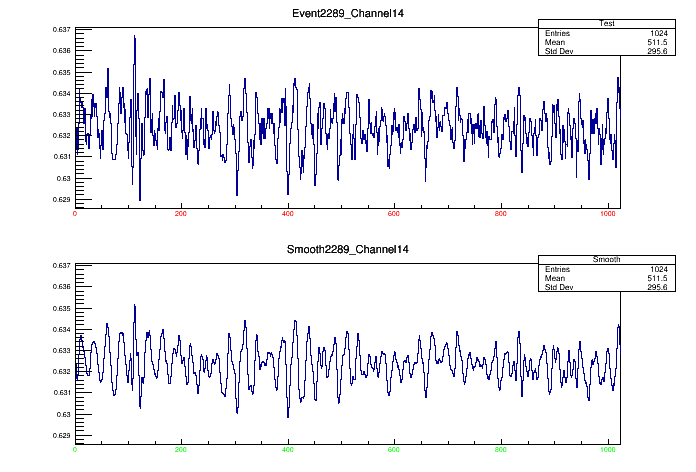 Event2289_Channel14
Test
Entries 1024
Mean 511.5
Std Dev 295.6
0.637
0.636
0.635
0.634
0.633
0.632
0.631
0.63
0.629
0 200 400 600 800 1000
Smooth2289_Channel14
Smooth
Entries 1024
Mean 511.5
Std Dev 295.6
0.637
0.636
0.635
0.634
0.633
0.632
0.631
0.63
0.629
0 200 400 600 800 1000